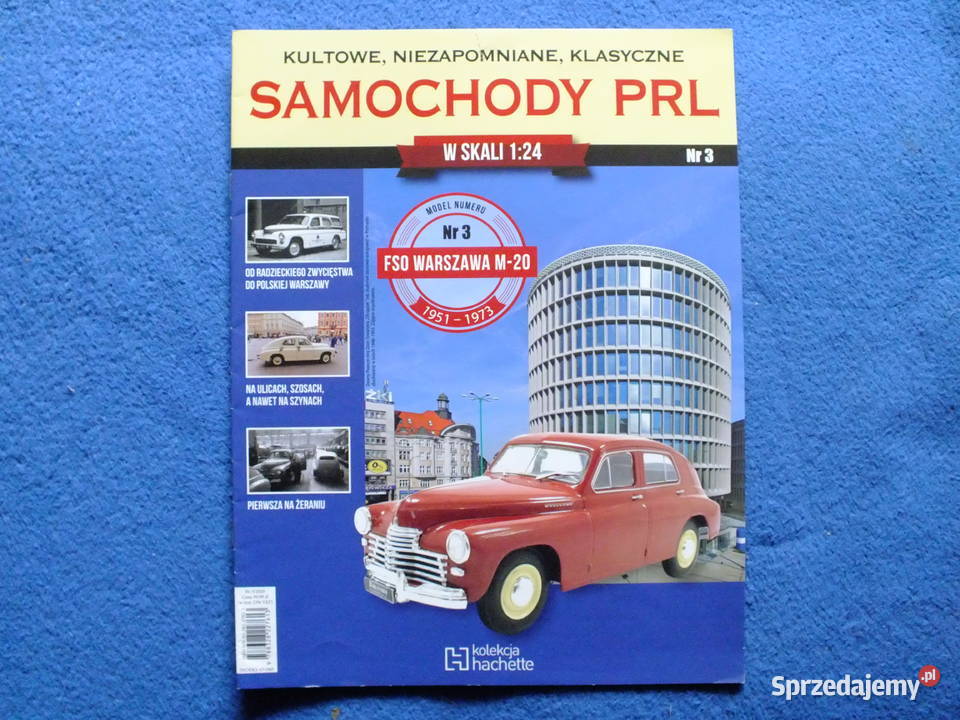 KULTOWE, NIEZAPOMNIANE, KLASYCZNE
SAMOCHODY PRL
W SKALI 1:24
Nr 3
MODEL NUMERU
Nr 3
FSO WARSZAWA M-20
1951 – 1973
OD RADZIECKIEGO ZWYCIĘSTWA
DO POLSKIEJ WARSZAWY
NA ULICACH, SZOSACH,
A NAWET NA SZYNACH
PIERWSZA NA ŻERANIU
kolekcja
hachette
Sprzedajemy.pl